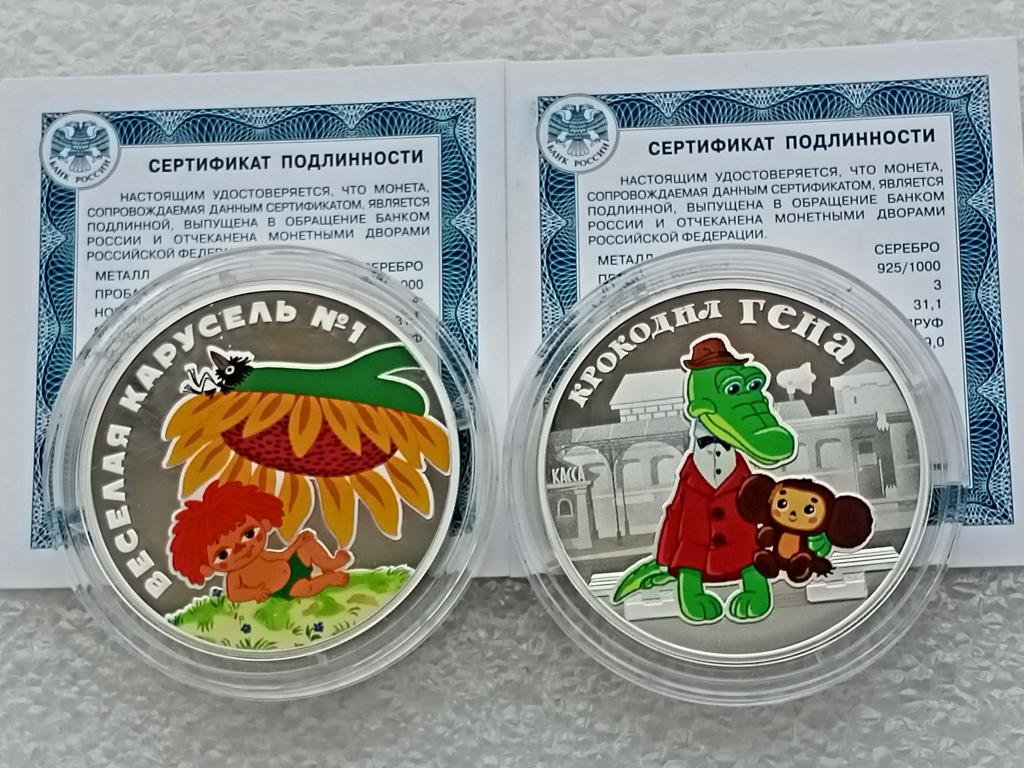 БАНК РОССИИ
СЕРТИФИКАТ ПОДЛИННОСТИ
НАСТОЯЩИМ УДОСТОВЕРЯЕТСЯ, ЧТО МОНЕТА,
СОПРОВОЖДАЕМАЯ ДАННЫМ СЕРТИФИКАТОМ, ЯВЛЯЕТСЯ
ПОДЛИННОЙ, ВЫПУЩЕНА В ОБРАЩЕНИЕ БАНКОМ
РОССИИ И ОТЧЕКАНЕНА МОНЕТНЫМИ ДВОРАМИ
РОССИЙСКОЙ
МЕТАЛЛ
ВЕСЕЛАЯ КАРУСЕЛЬ №1
БАНК РОССИИ
СЕРТИФИКАТ ПОДЛИННОСТИ
НАСТОЯЩИМ УДОСТОВЕРЯЕТСЯ, ЧТО МОНЕТА,
СОПРОВОЖДАЕМАЯ ДАННЫМ СЕРТИФИКАТОМ, ЯВЛЯЕТСЯ
ПОДЛИННОЙ, ВЫПУЩЕНА В ОБРАЩЕНИЕ БАНКОМ
РОССИИ И ОТЧЕКАНЕНА МОНЕТНЫМИ ДВОРАМИ
РОССИЙСКОЙ ФЕДЕРАЦИИ.
МЕТАЛЛ СЕРЕБРО
925/1000
3
31,1
КРОКОДИЛ ГЕНА
КАССА